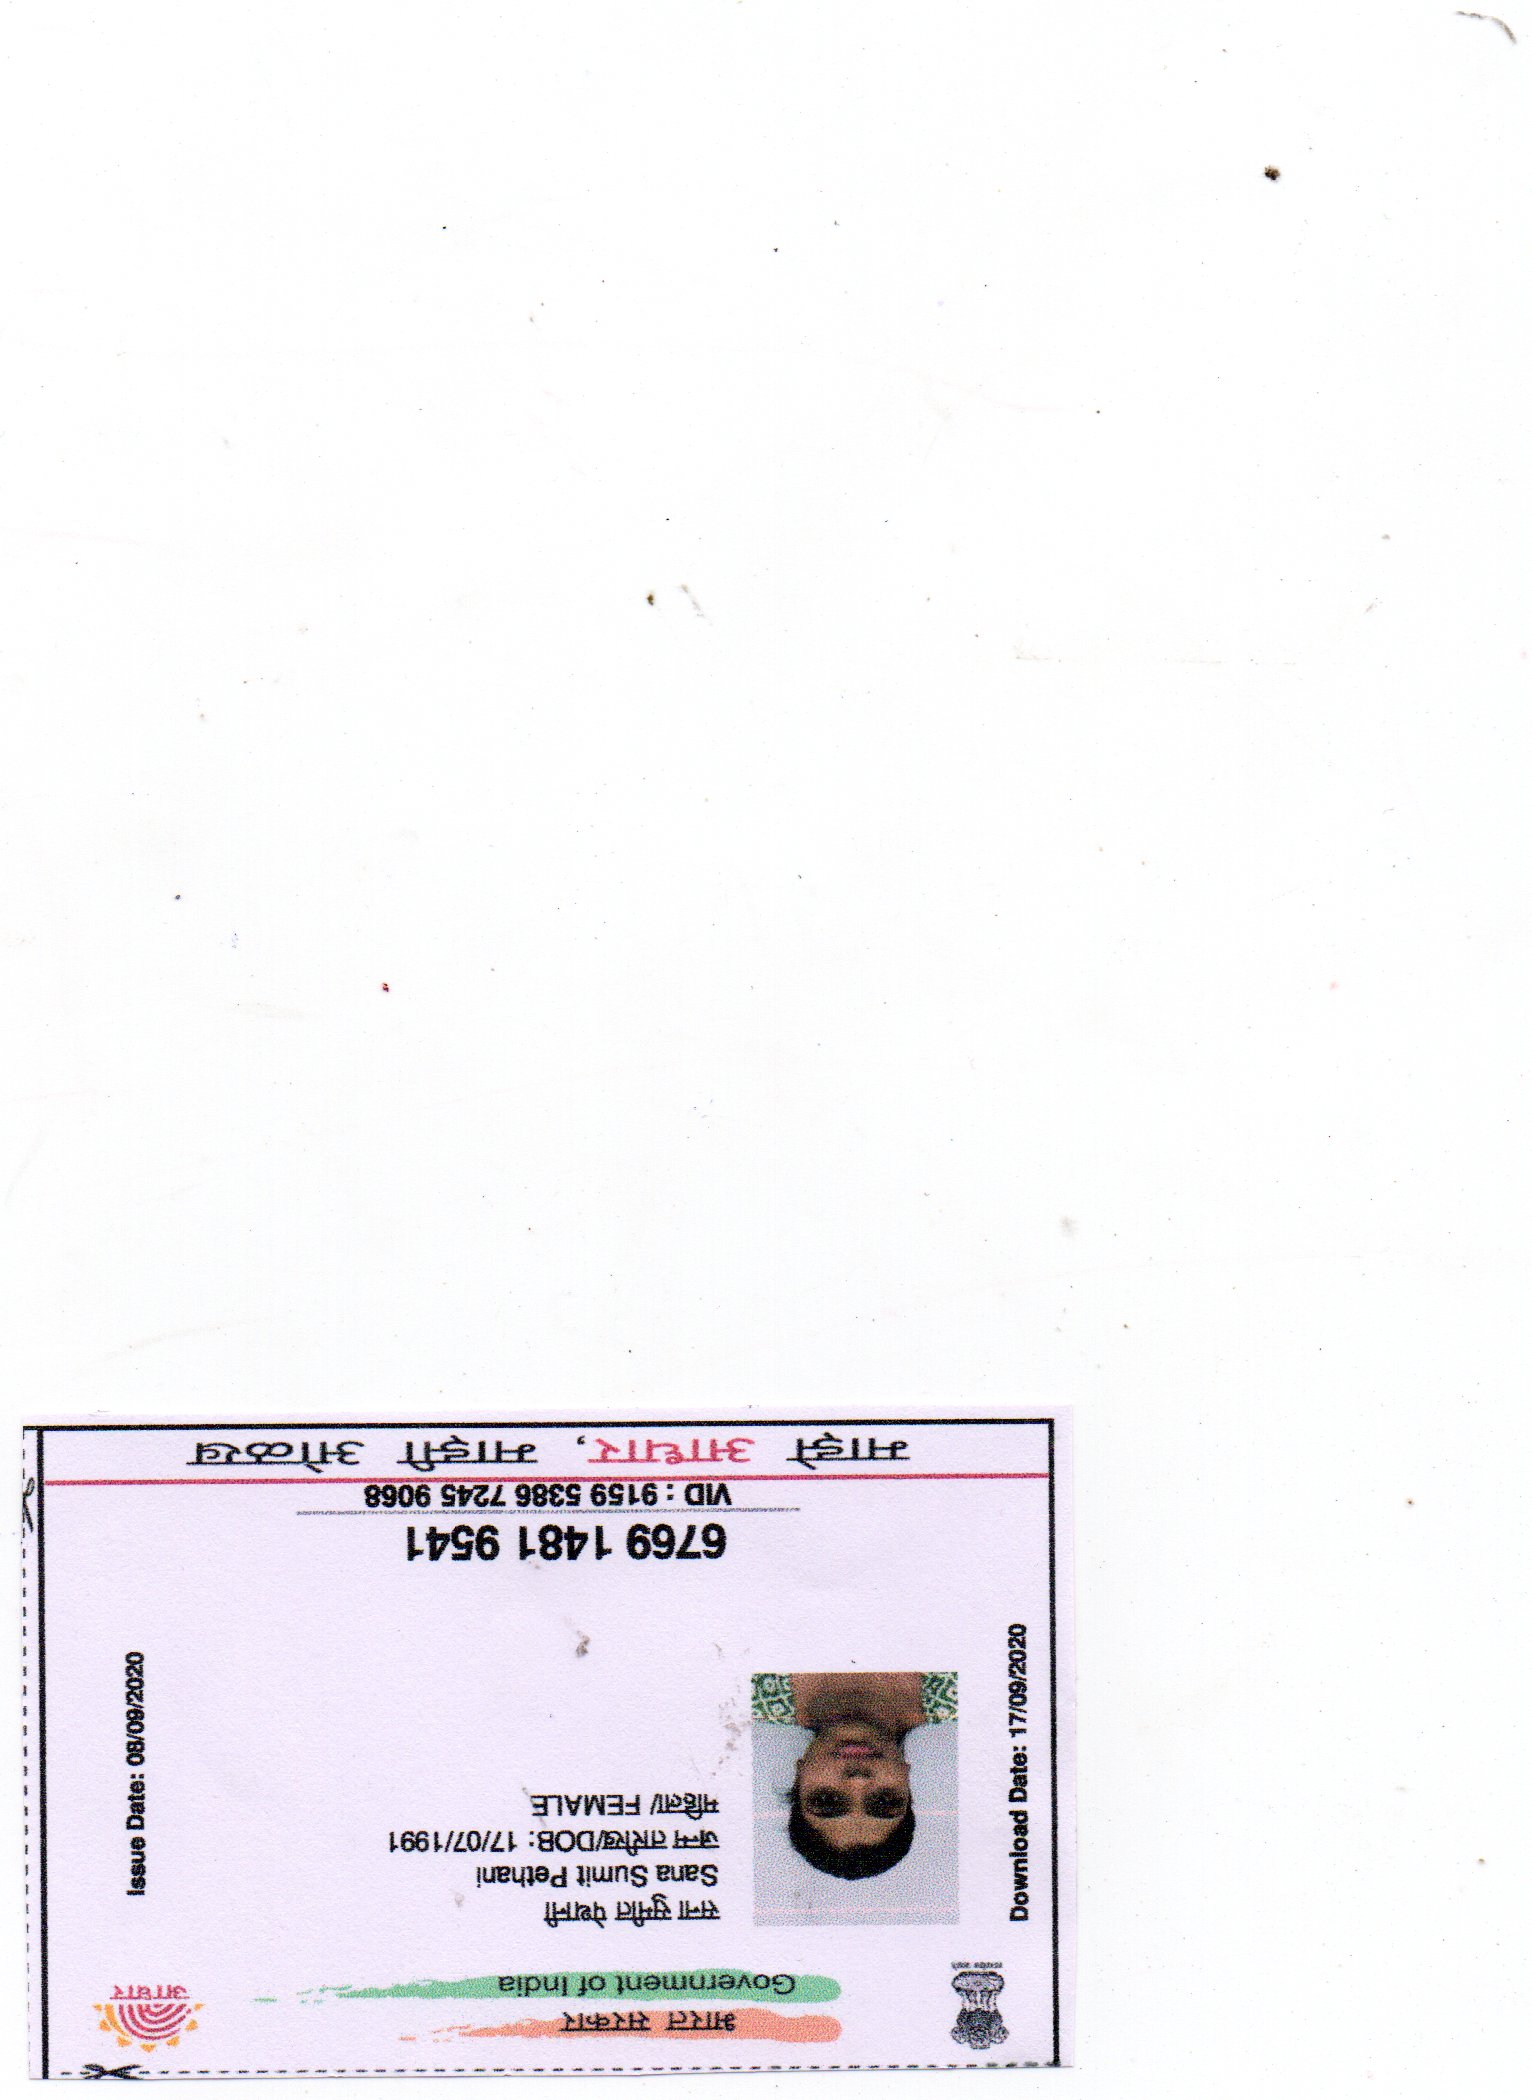 भारत सरकार
Government of India
आधार
सना सुमीत पेथानी
Sana Sumit Pethani
जन्म तारीख/DOB: 17/07/1991
महिला/ FEMALE
Download Date: 17/09/2020
Issue Date: 08/09/2020
6769 1481 9541
VID : 9159 5386 7245 9068
माझे आधार, माझी ओळख